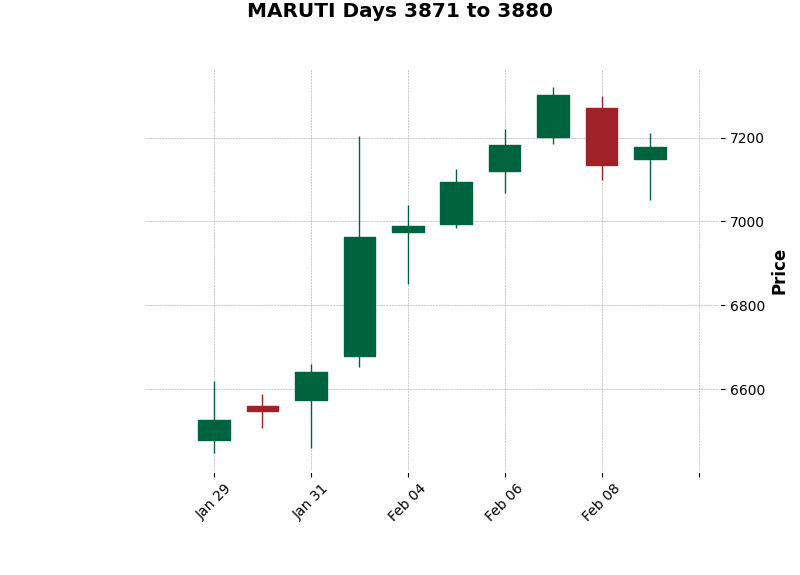 MARUTI Days 3871 to 3880
7200
7000
6800
6600
Price
Jan 29
Jan 31
Feb 04
Feb 06
Feb 08